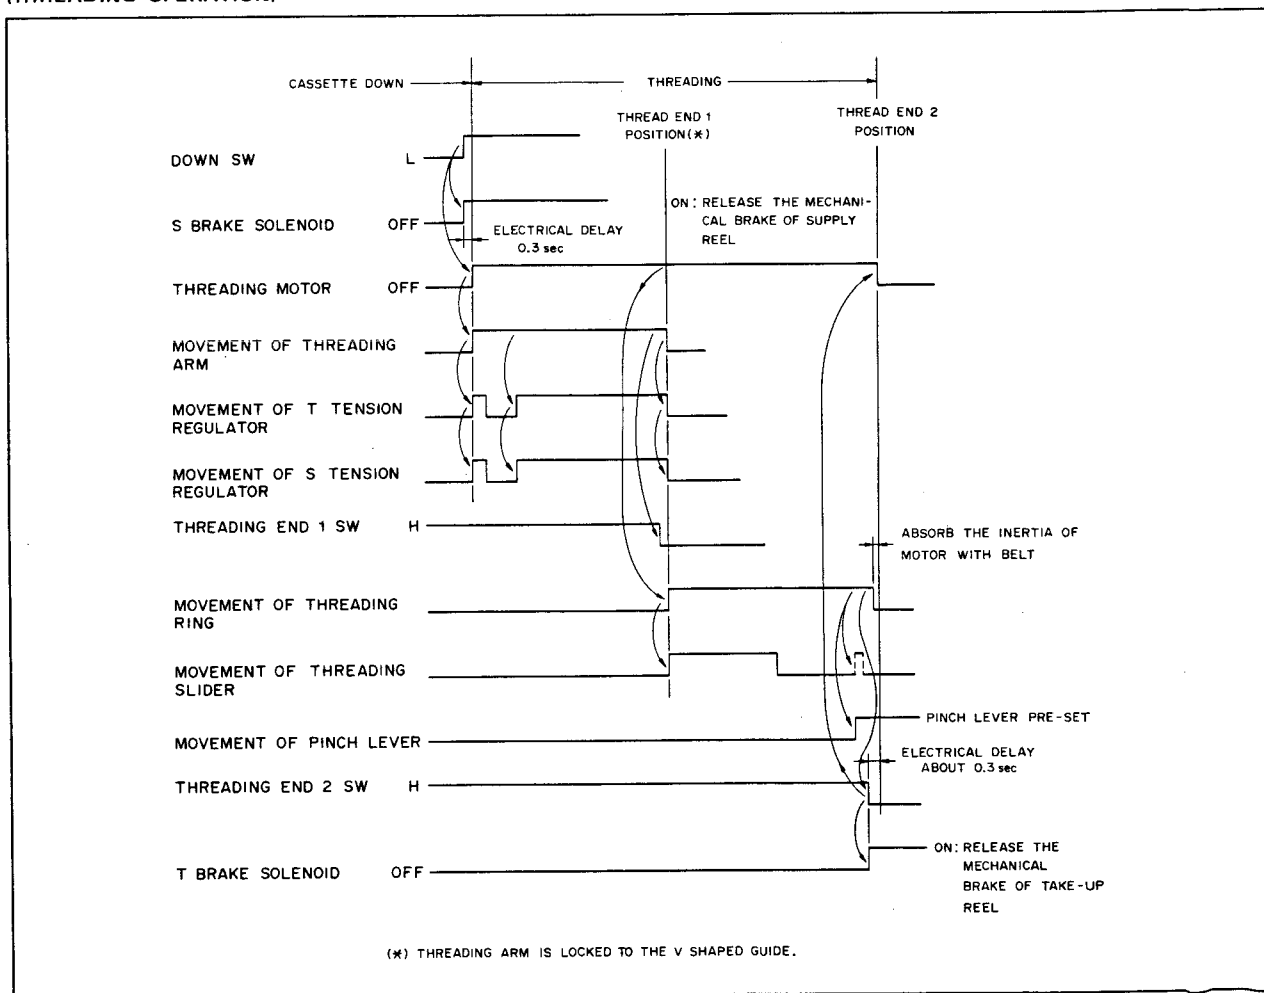 (THREADING OPERATION)
CASSETTE DOWN
THREADING
THREAD END 1
POSITION(*)
THREAD END 2
POSITION
DOWN SW L
S BRAKE SOLENOID OFF
ON: RELEASE THE MECHANI-
CAL BRAKE OF SUPPLY
REEL
ELECTRICAL DELAY
0.3 sec
THREADING MOTOR OFF
MOVEMENT OF THREADING
ARM
MOVEMENT OF T TENSION
REGULATOR
MOVEMENT OF S TENSION
REGULATOR
THREADING END 1 SW H
ABSORB THE INERTIA OF
MOTOR WITH BELT
MOVEMENT OF THREADING
RING
MOVEMENT OF THREADING
SLIDER
PINCH LEVER PRE-SET
MOVEMENT OF PINCH LEVER
ELECTRICAL DELAY
ABOUT 0.3 sec
THREADING END 2 SW H
T BRAKE SOLENOID OFF
ON: RELEASE THE
MECHANICAL
BRAKE OF TAKE-UP
REEL
(*) THREADING ARM IS LOCKED TO THE V SHAPED GUIDE.